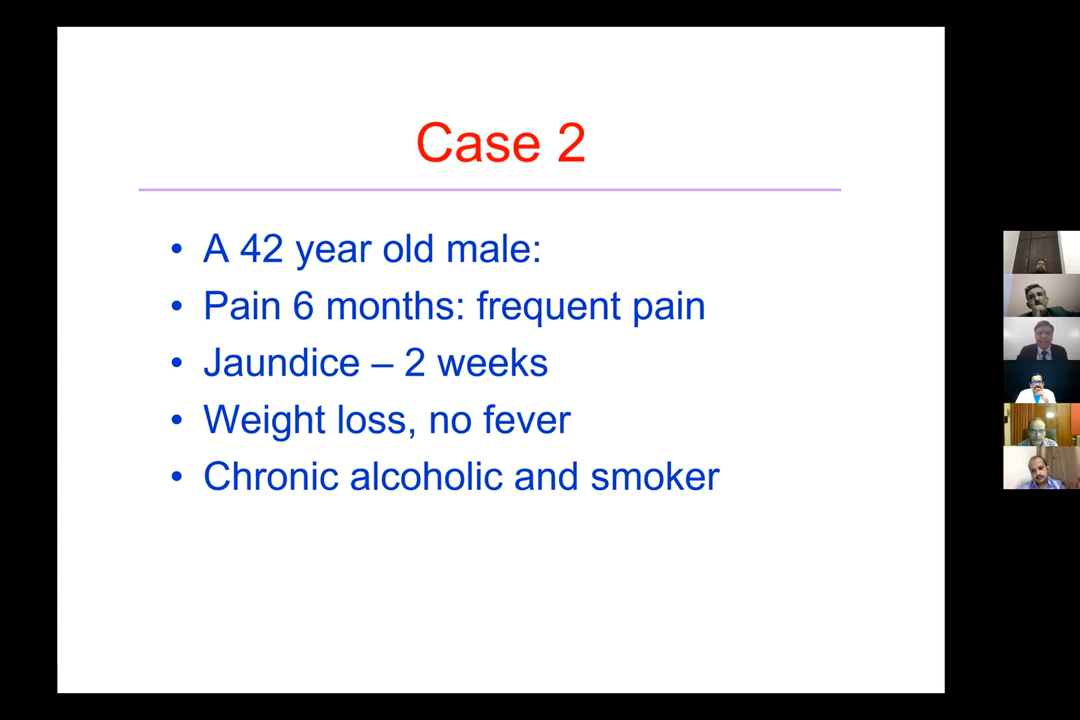 Case 2
• A 42 year old male:
• Pain 6 months: frequent pain
• Jaundice – 2 weeks
• Weight loss, no fever
• Chronic alcoholic and smoker